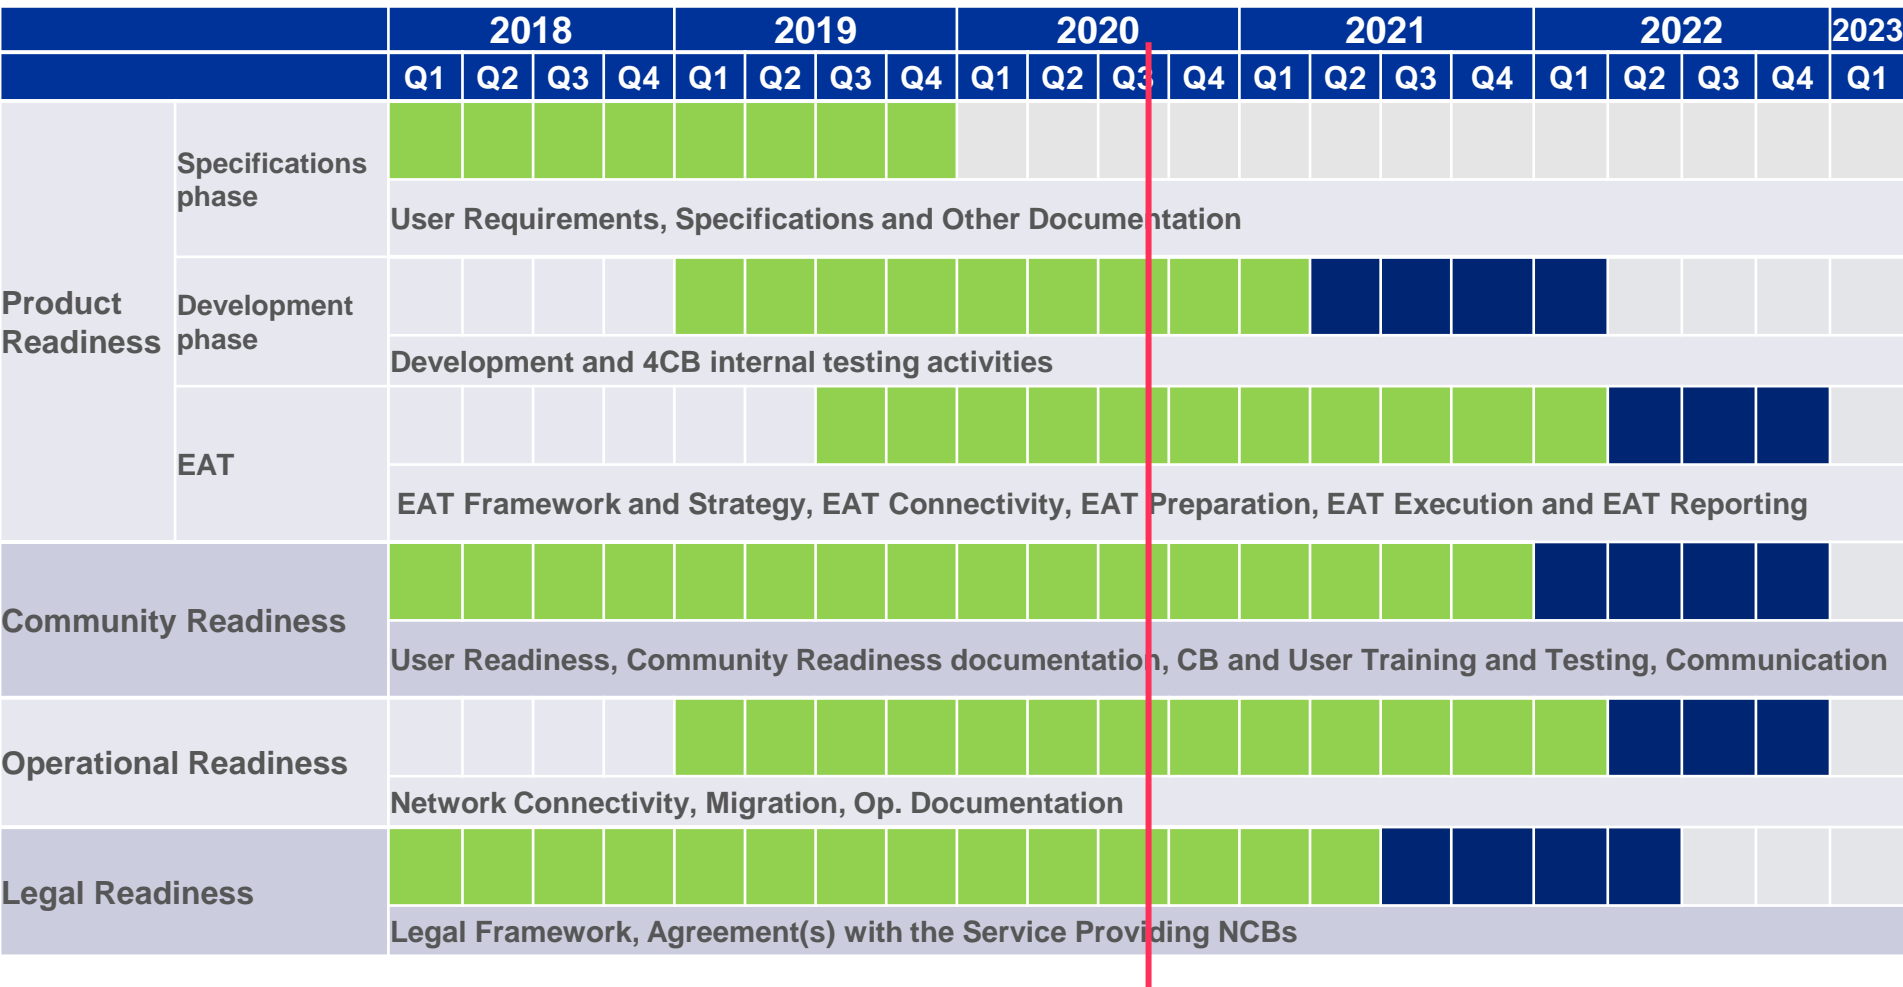 2018 2019 2020 2021 2022 2023
Q1 Q2 Q3 Q4 Q1 Q2 Q3 Q4 Q1 Q2 Q3 Q4 Q1 Q2 Q3 Q4 Q1 Q2 Q3 Q4 Q1
Product
Readiness
Specifications
phase
User Requirements, Specifications and Other Documentation
Development
phase
Development and 4CB internal testing activities
EAT
EAT Framework and Strategy, EAT Connectivity, EAT Preparation, EAT Execution and EAT Reporting
Community Readiness
User Readiness, Community Readiness documentation, CB and User Training and Testing, Communication
Operational Readiness
Network Connectivity, Migration, Op. Documentation
Legal Readiness
Legal Framework, Agreement(s) with the Service Providing NCBs